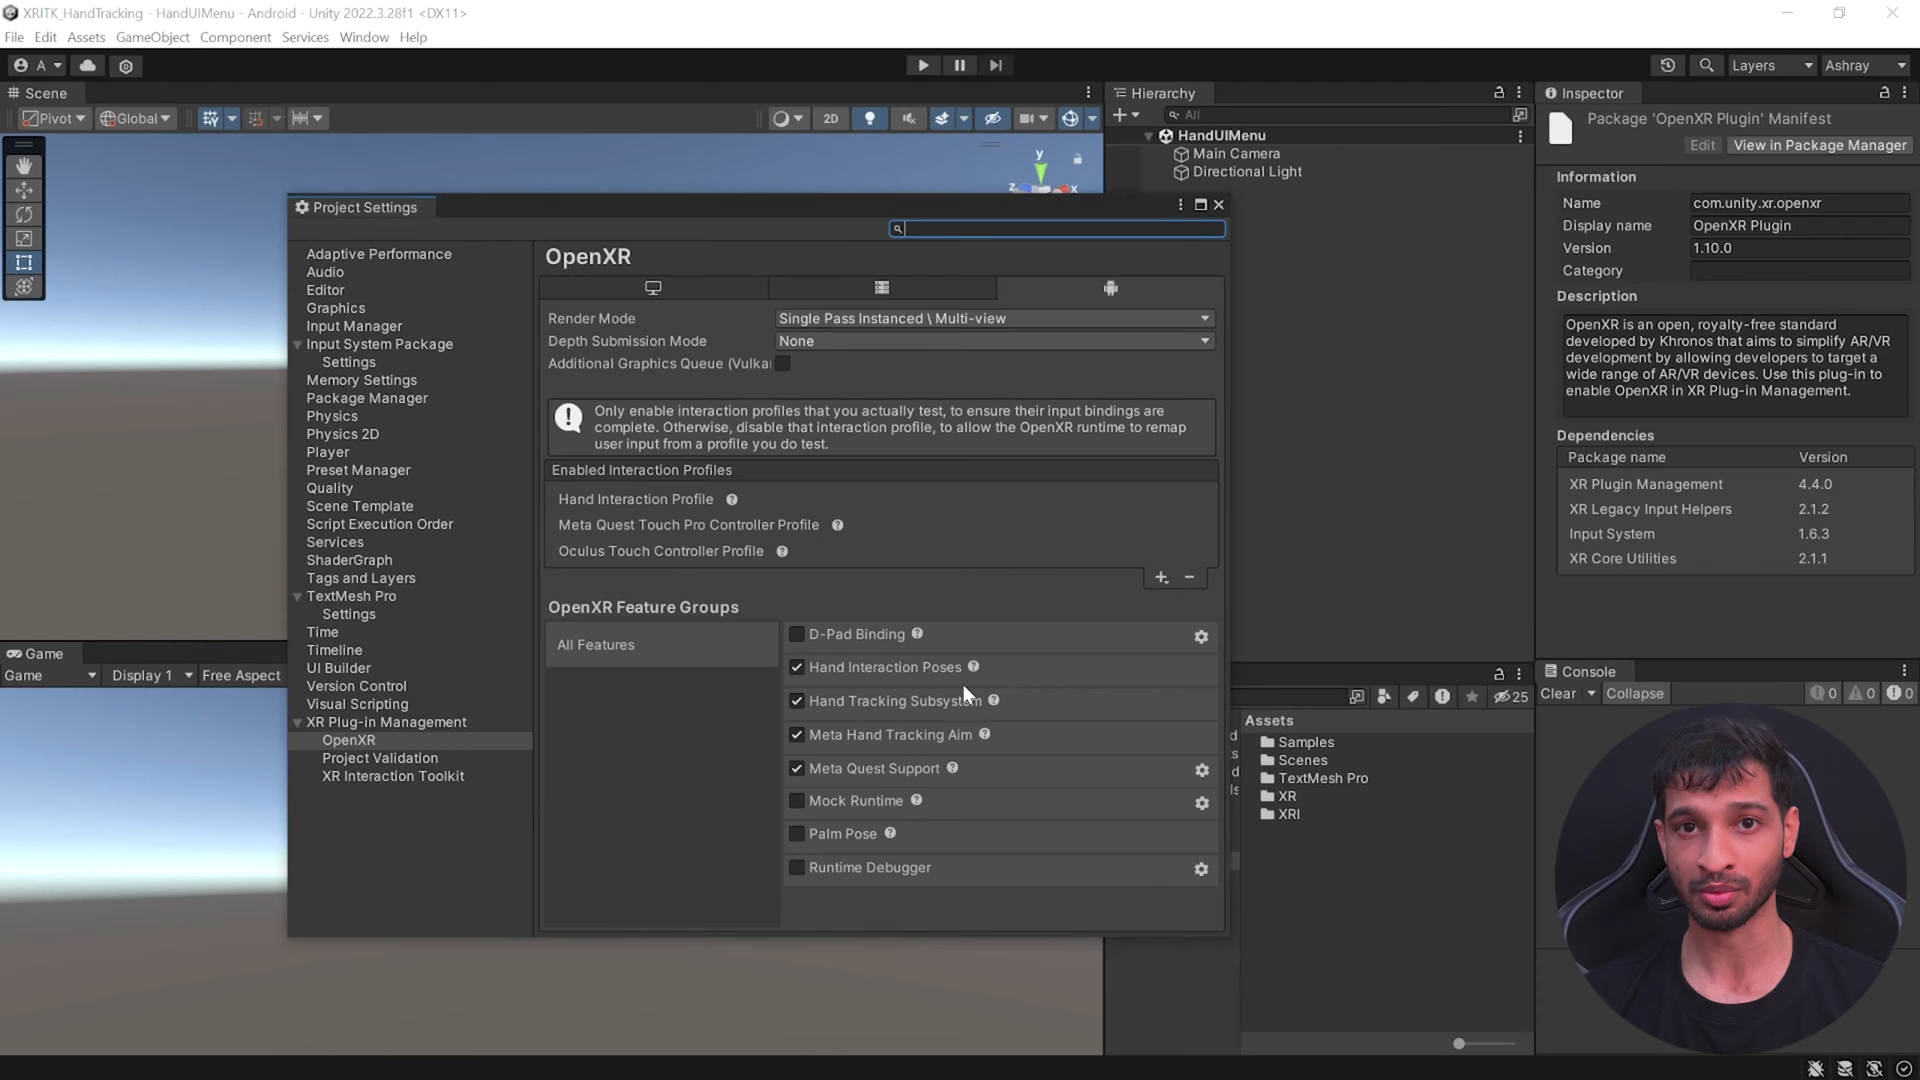 XRITK_HandTracking - HandUIMenu - Android - Unity 2022.3.28f1 <DX11>
File Edit Assets GameObject Component Services Window Help
A
Layers
Ashray
Scene
Pivot Global
2D
y
z x
Hierarchy
All
HandUIMenu
Main Camera
Directional Light
Inspector
Package 'OpenXR Plugin' Manifest
Edit View in Package Manager
Information
Name com.unity.xr.openxr
Display name OpenXR Plugin
Version 1.10.0
Category
Description
OpenXR is an open, royalty-free standard
developed by Khronos that aims to simplify AR/VR
development by allowing developers to target a
wide range of AR/VR devices. Use this plug-in to
enable OpenXR in XR Plug-in Management.
Dependencies
Package name Version
XR Plugin Management 4.4.0
XR Legacy Input Helpers 2.1.2
Input System 1.6.3
XR Core Utilities 2.1.1
Project Settings
Adaptive Performance
Audio
Editor
Graphics
Input Manager
Input System Package
Settings
Memory Settings
Package Manager
Physics
Physics 2D
Player
Preset Manager
Quality
Scene Template
Script Execution Order
Services
ShaderGraph
Tags and Layers
TextMesh Pro
Settings
Time
Timeline
UI Builder
Version Control
Visual Scripting
XR Plug-in Management
OpenXR
Project Validation
XR Interaction Toolkit
OpenXR
Render Mode Single Pass Instanced \ Multi-view
Depth Submission Mode None
Additional Graphics Queue (Vulka
Only enable interaction profiles that you actually test, to ensure their input bindings are
complete. Otherwise, disable that interaction profile, to allow the OpenXR runtime to remap
user input from a profile you do test.
Enabled Interaction Profiles
Hand Interaction Profile
Meta Quest Touch Pro Controller Profile
Oculus Touch Controller Profile
OpenXR Feature Groups
All Features
D-Pad Binding
Hand Interaction Poses
Hand Tracking Subsystem
Meta Hand Tracking Aim
Meta Quest Support
Mock Runtime
Palm Pose
Runtime Debugger
Game
Game Display 1 Free Aspect
25
Assets
Samples
Scenes
TextMesh Pro
XR
XRI
Console
Clear Collapse 0 0 0